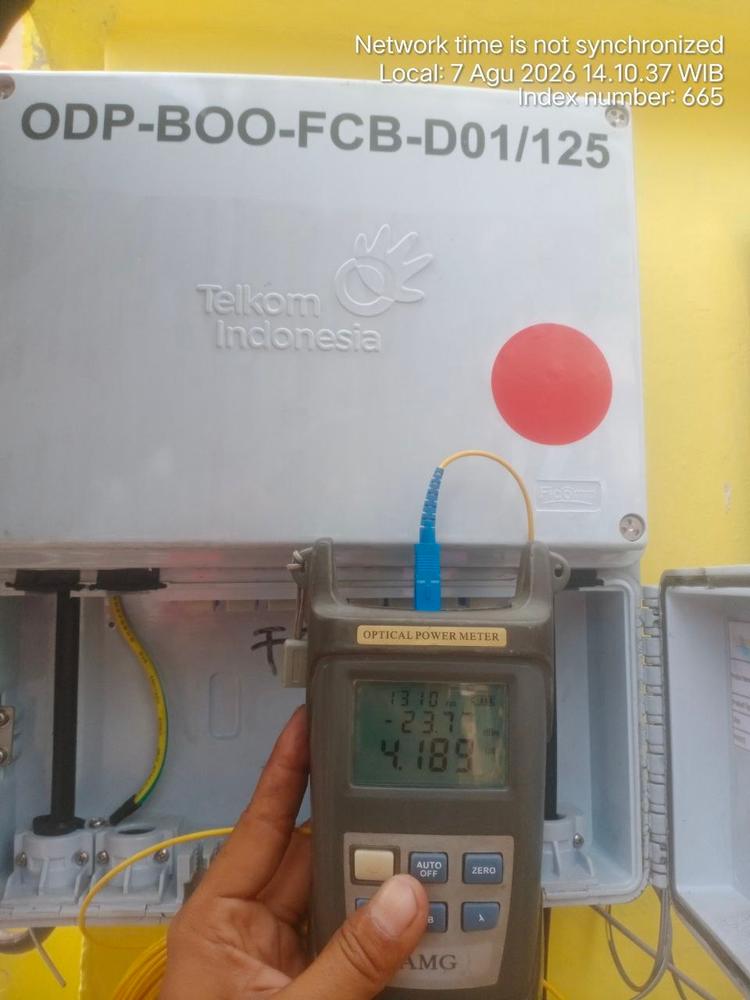 Network time is not synchronized
Local: 7 Agu 2026 14.10.37 WIB
Index number: 665
ODP-BOO-FCB-D01/125
Telkom
Indonesia
OPTICAL POWER METER
1310 nm
-23.7
4.189
AUTO
OFF
ZERO
B
λ
AMG